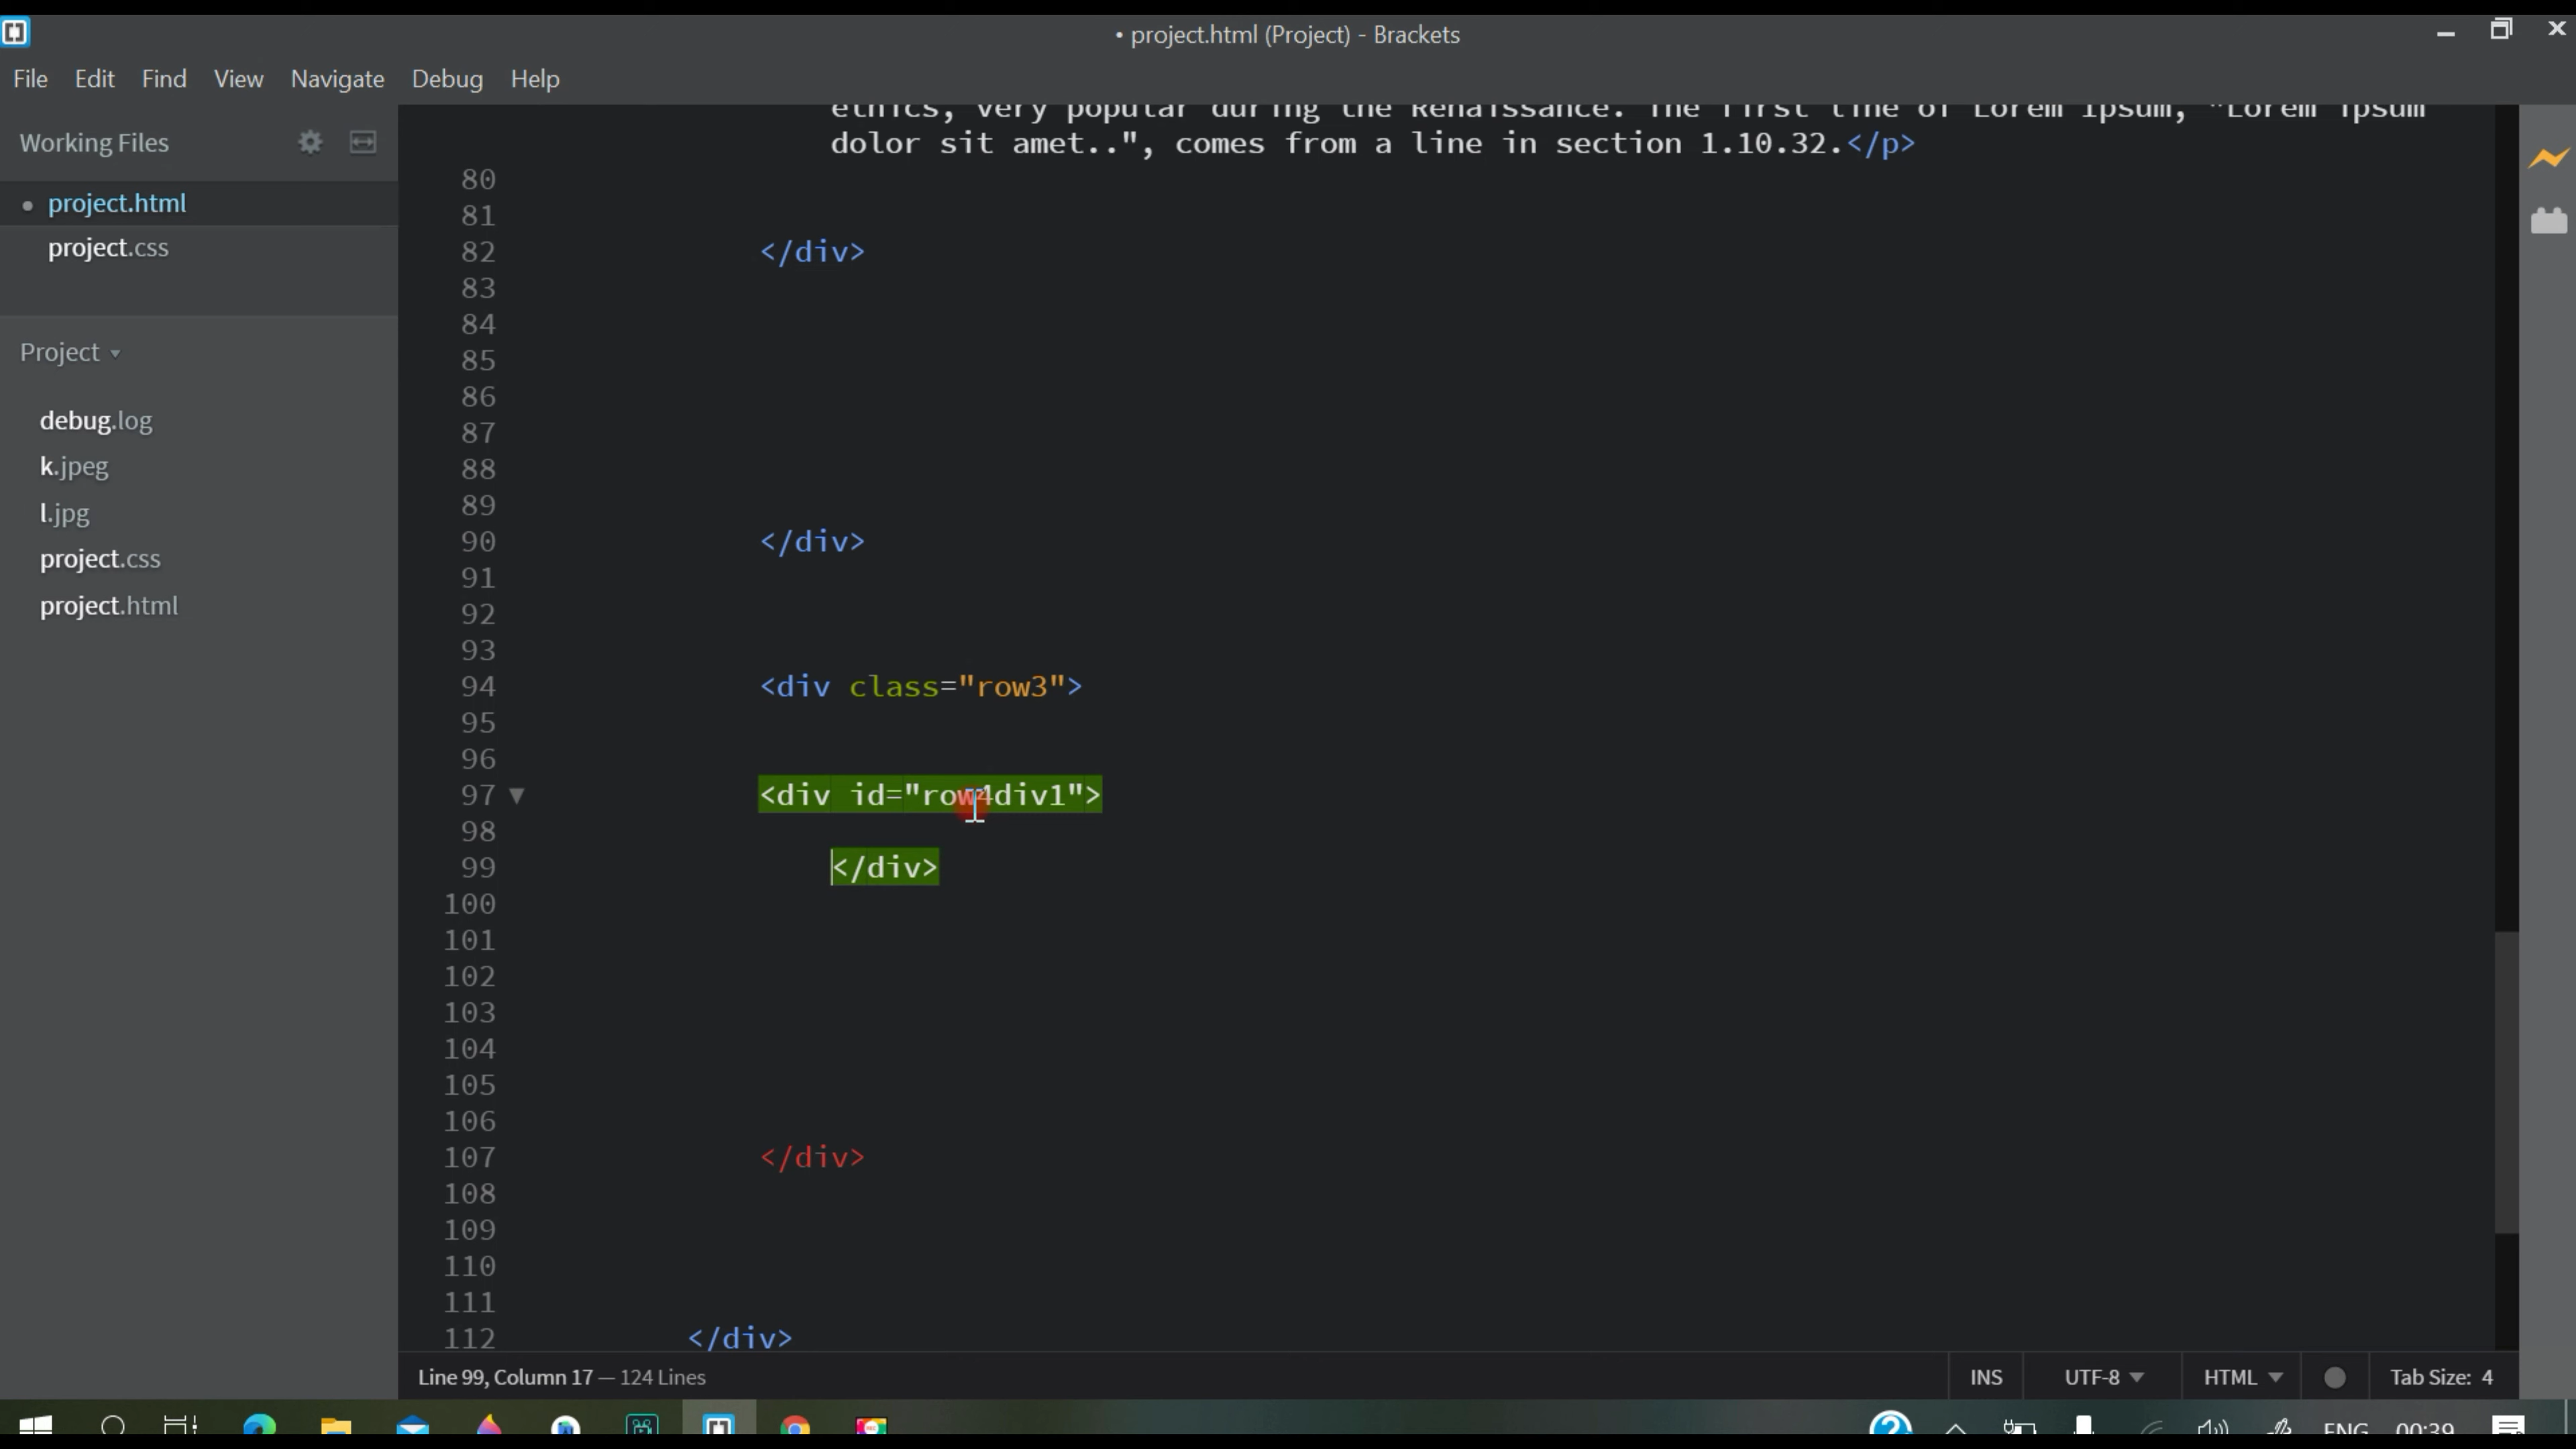 • project.html (Project) - Brackets
File Edit Find View Navigate Debug Help
Working Files
• project.html
project.css
Project
debug.log
k.jpeg
l.jpg
project.css
project.html
ethics, very popular during the Renaissance. The first line of Lorem Ipsum, "Lorem ipsum
dolor sit amet..", comes from a line in section 1.10.32.</p>
80
81
82 </div>
83
84
85
86
87
88
89
90 </div>
91
92
93
94 <div class="row3">
95
96
97 <div id="row4div1">
98
99 </div>
100
101
102
103
104
105
106
107 </div>
108
109
110
111
112 </div>
Line 99, Column 17 — 124 Lines
INS UTF-8 HTML Tab Size: 4
ENG 00:39